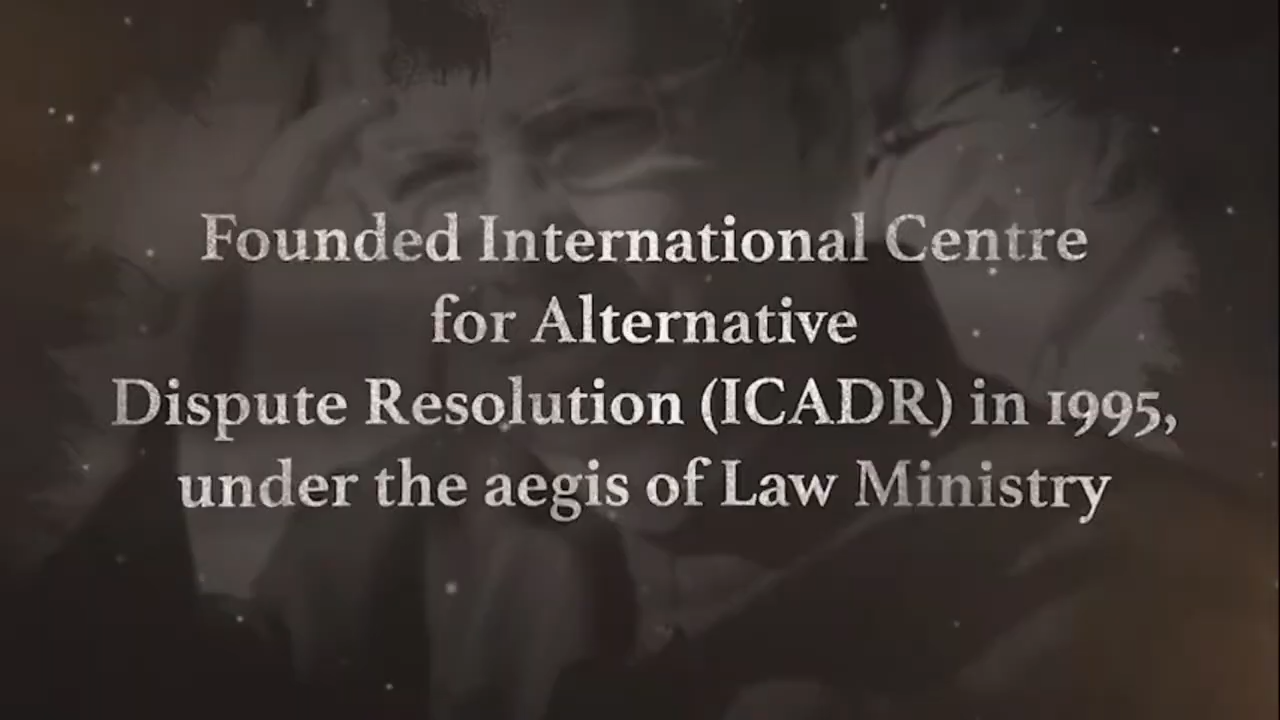 Founded International Centre
for Alternative
Dispute Resolution (ICADR) in 1995,
under the aegis of Law Ministry